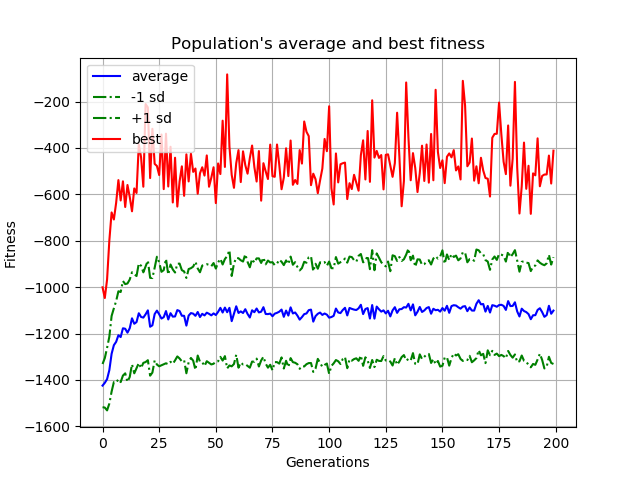 Population's average and best fitness
average
-1 sd
+1 sd
best
−200
−400
−600
−800
−1000
−1200
−1400
−1600
Fitness
0 25 50 75 100 125 150 175 200
Generations